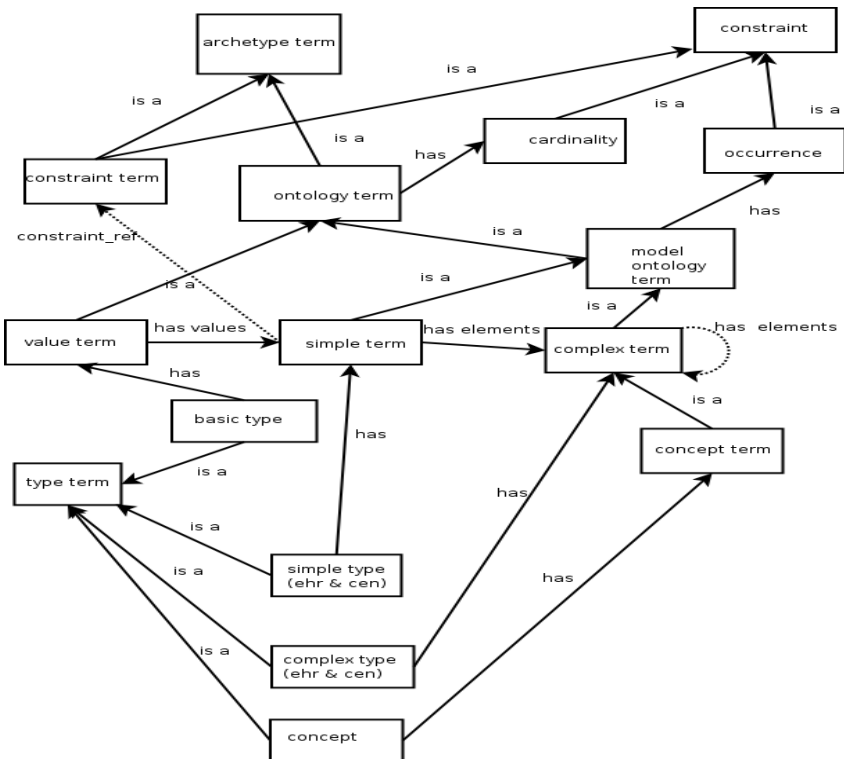 constraint
archetype term
is a
is a
is a
is a
is a
cardinality
has
occurrence
constraint term
ontology term
has
constraint_ref
is a
model
ontology
term
is a
is a
is a
has values
has elements
has elements
value term
simple term
complex term
has
is a
basic type
has
concept term
is a
type term
has
is a
simple type
(ehr & cen)
is a
has
is a
complex type
(ehr & cen)
concept